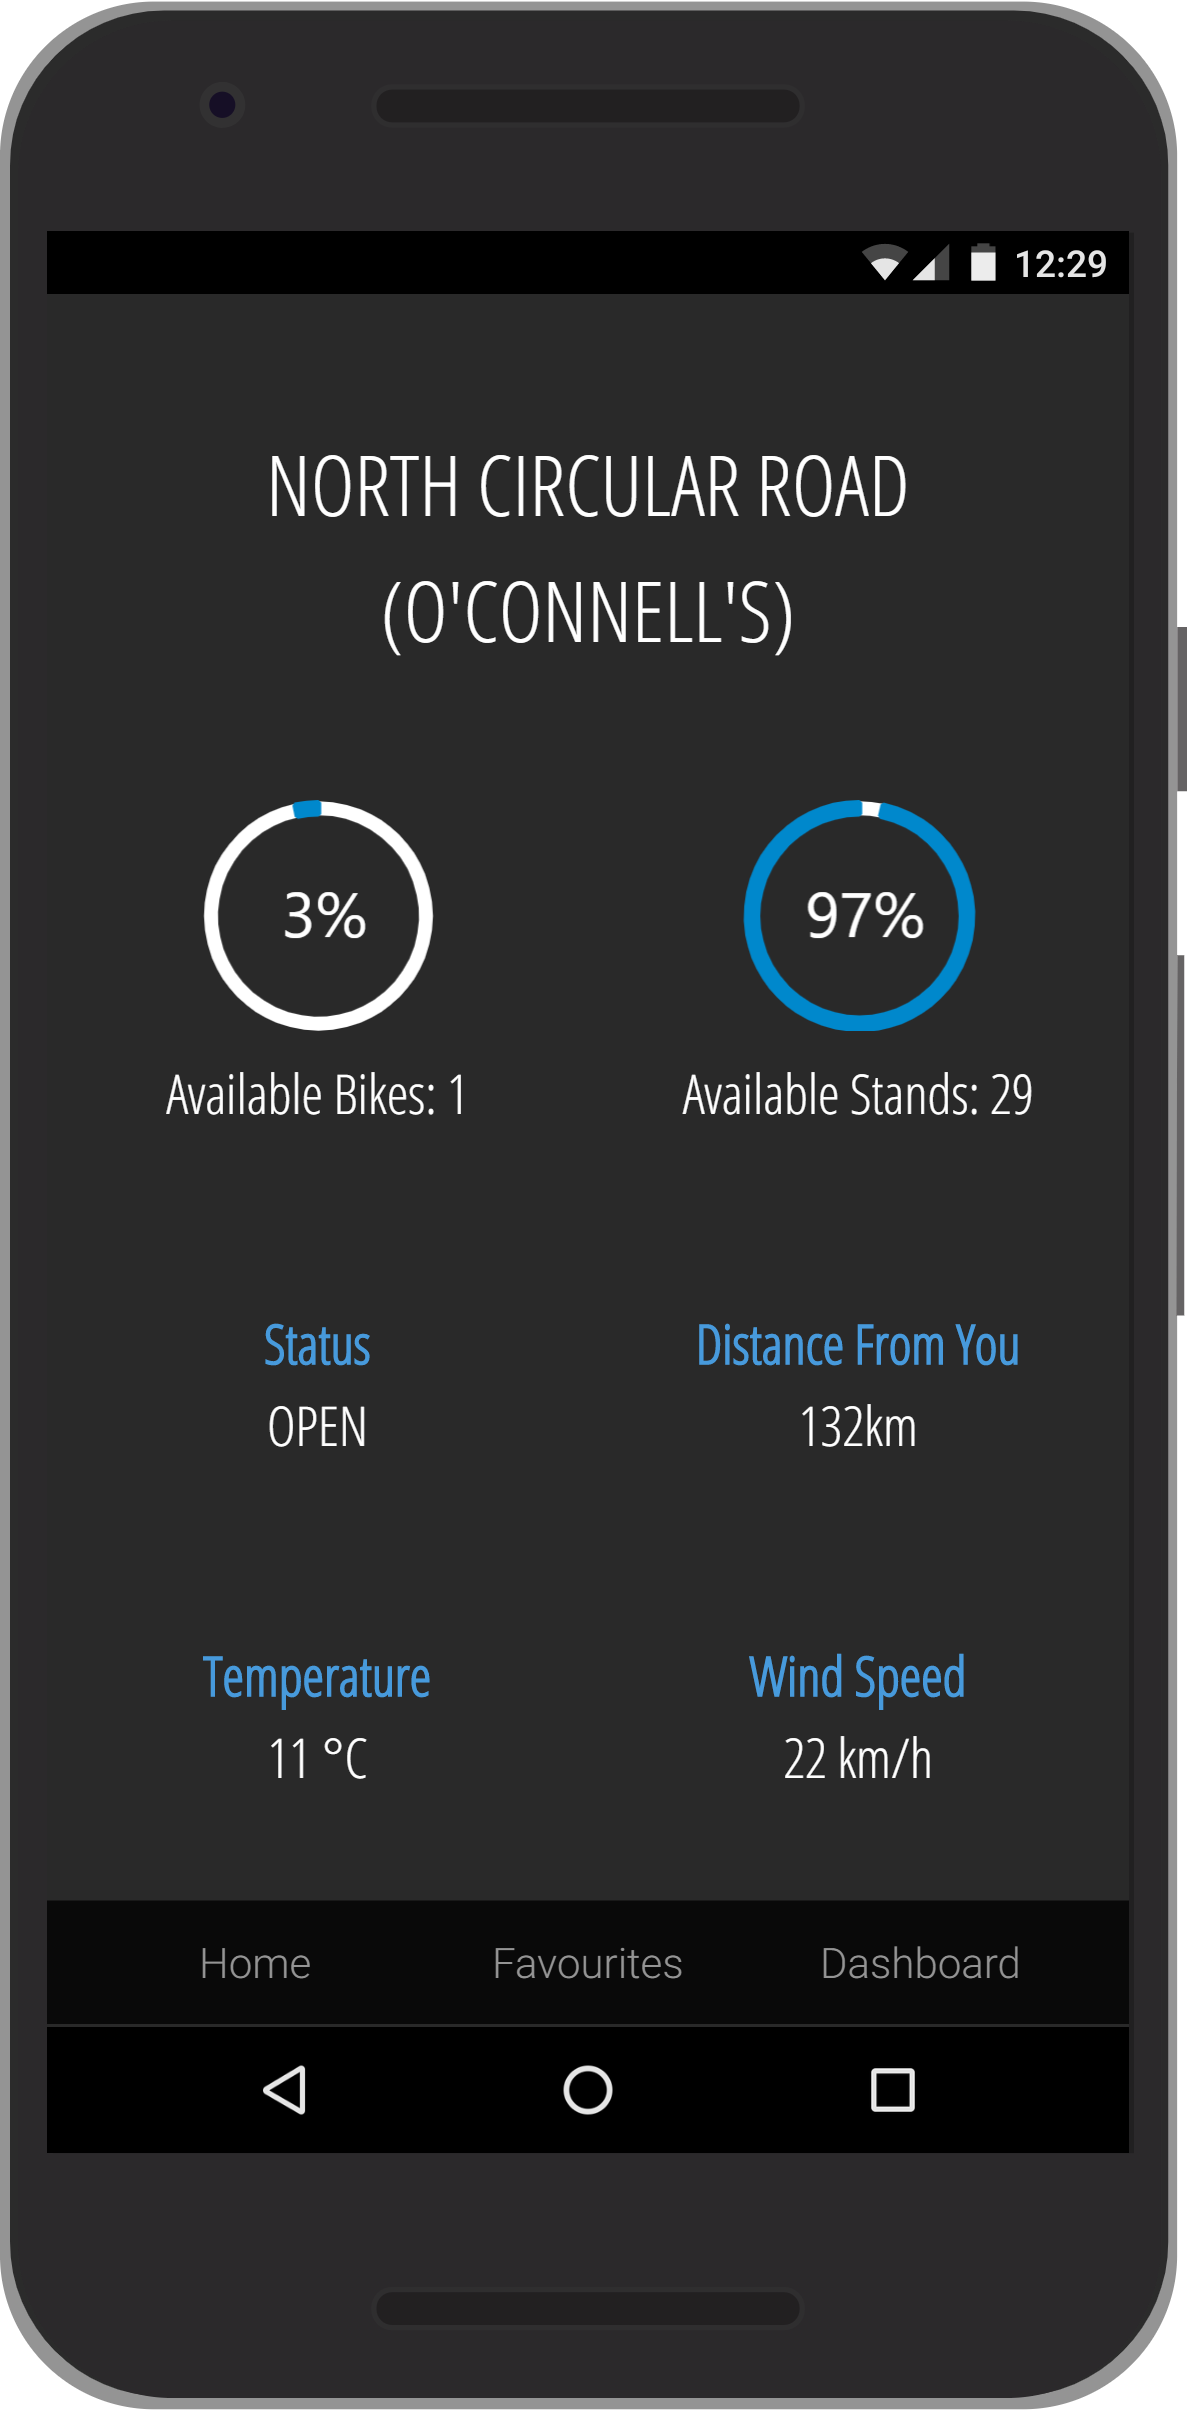 12:29
NORTH CIRCULAR ROAD
(O'CONNELL'S)
3%
97%
Available Bikes: 1
Available Stands: 29
Status
Distance From You
OPEN
132km
Temperature
Wind Speed
11 °C
22 km/h
Home
Favourites
Dashboard